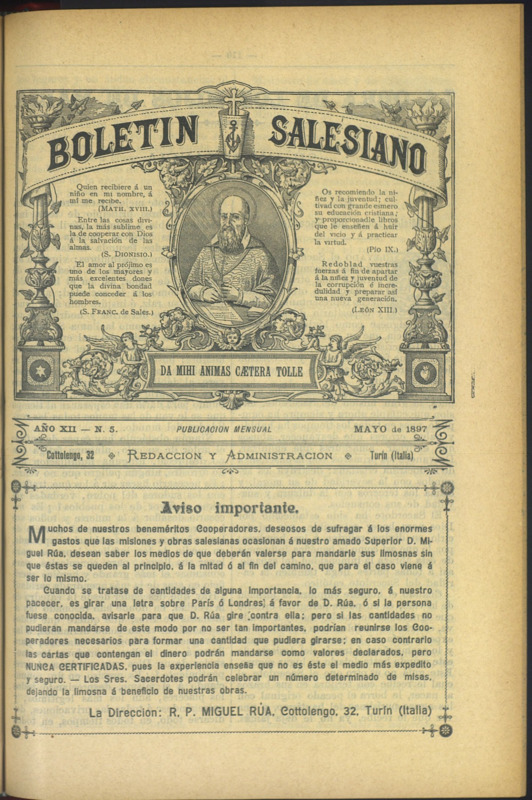 BOLETIN SALESIANO
Quien recibiere á un
niño en mi nombre, á
mí me recibe.
(MATH. XVIII.)
Entre las cosas divi-
nas, la más sublime es
la de cooperar con Dios
á la salvación de las
almas.
(S. DIONISIO.)
El amor al prójimo es
uno de los mayores y
más excelentes dones
que la divina bondad
puede conceder á los
hombres.
(S. FRANC. de Sales.)
Os recomiendo la ni-
ñez y la juventud; cul-
tivad con grande esmero
su educación cristiana;
y proporcionadle libros
que le enseñen á huir
del vicio y á practicar
la virtud.
(PIO IX.)
Redoblad vuestras
fuerzas á fin de apartar
á la niñez y juventud de
la corrupción é incre-
dulidad y preparar así
una nueva generación.
(LEÓN XIII.)
DA MIHI ANIMAS CÆTERA TOLLE
AÑO XII — N. 5. PUBLICACION MENSUAL MAYO de 1897
Cottolengo, 32 REDACCION Y ADMINISTRACION Turín (Italia)
Aviso importante.
Muchos de nuestros beneméritos Cooperadores, deseosos de sufragar á los enormes
gastos que las misiones y obras salesianas ocasionan á nuestro amado Superior D. Mi-
guel Rúa, desean saber los medios de que deberán valerse para mandarle sus limosnas sin
que éstas se queden al principio, á la mitad ó al fin del camino, que para el caso viene á
ser lo mismo.
Cuando se tratase de cantidades de alguna importancia, lo más seguro, á nuestro
pacecer, es girar una letra sobre París ó Londres, á favor de D. Rúa, ó si la persona
fuese conocida, avisarle para que D. Rúa gire contra ella; pero si las cantidades no
pudieran mandarse de este modo por no ser tan importantes, podrían reunirse los Coo-
peradores necesarios para formar una cantidad que pudiera girarse; en caso contrario
las cartas que contengan el dinero podrán mandarse como valores declarados, pero
NUNCA CERTIFICADAS, pues la experiencia enseña que no es éste el medio más expedito
y seguro. — Los Sres. Sacerdotes podrán celebrar un número determinado de misas,
dejando la limosna á beneficio de nuestras obras.
La Direccion: R. P. MIGUEL RÚA, Cottolengo, 32, Turín (Italia)